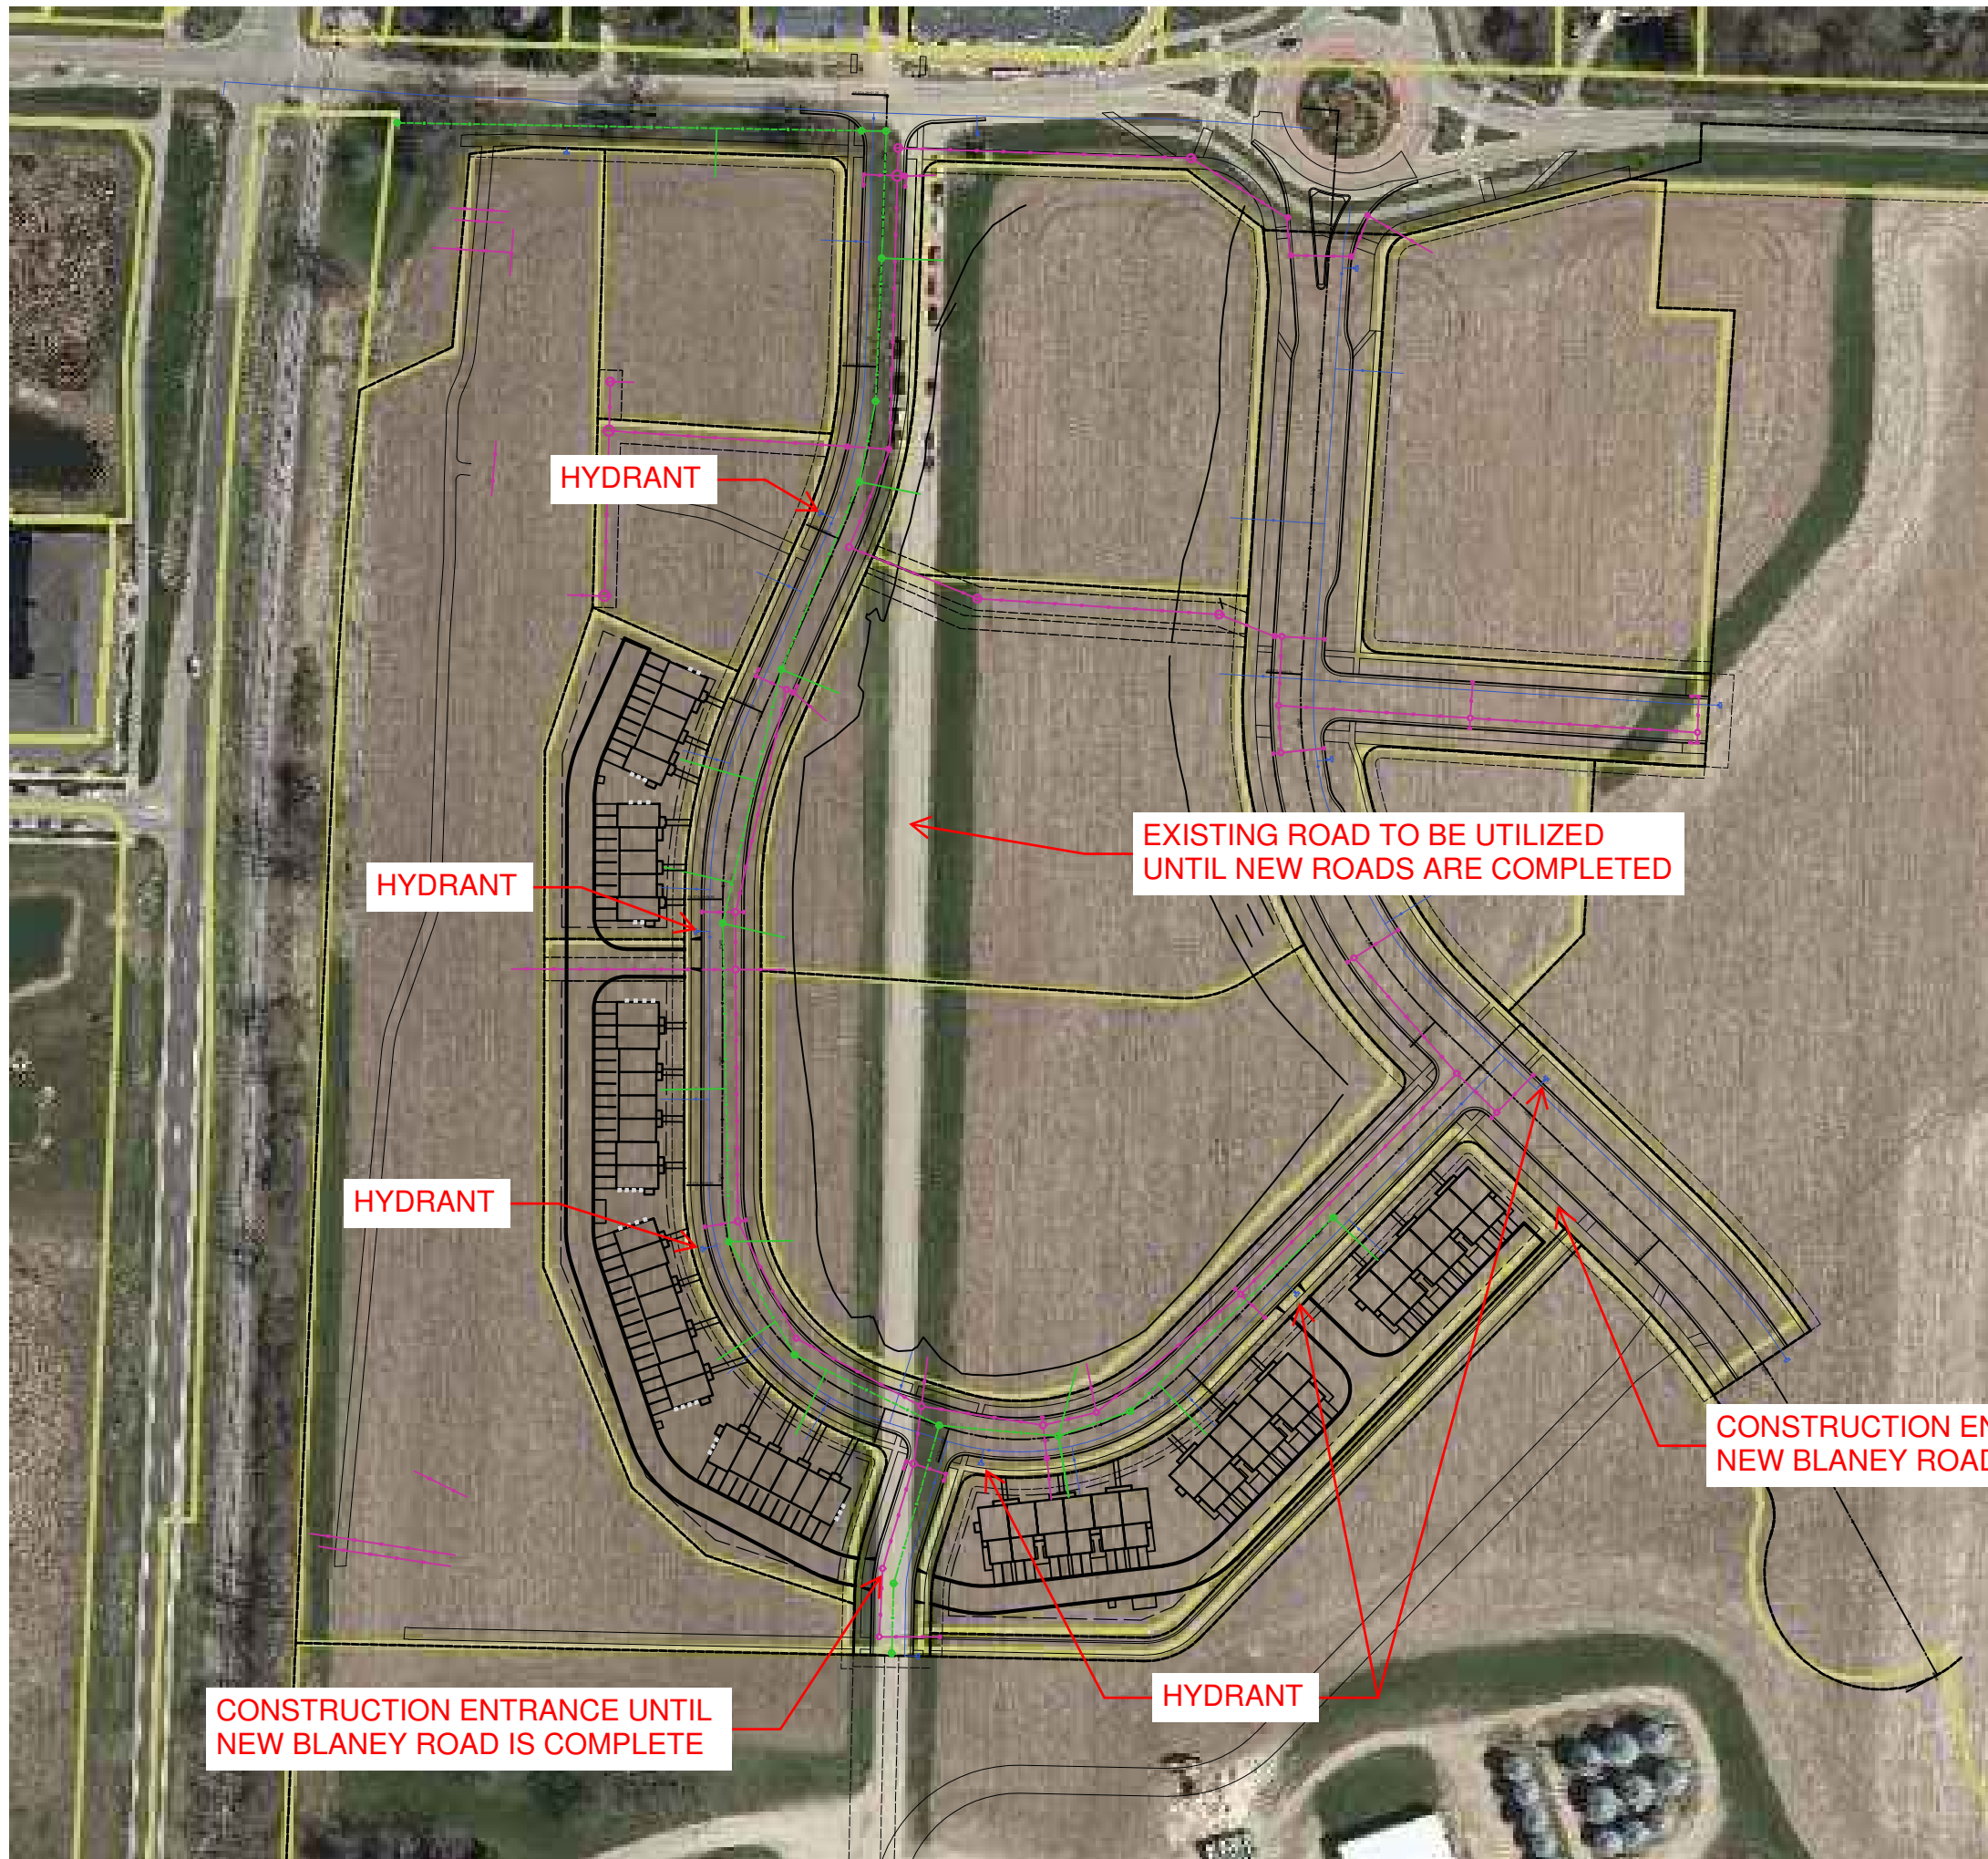 HYDRANT
EXISTING ROAD TO BE UTILIZED
UNTIL NEW ROADS ARE COMPLETED
HYDRANT
HYDRANT
CONSTRUCTION EN
NEW BLANEY ROAD
HYDRANT
CONSTRUCTION ENTRANCE UNTIL
NEW BLANEY ROAD IS COMPLETE